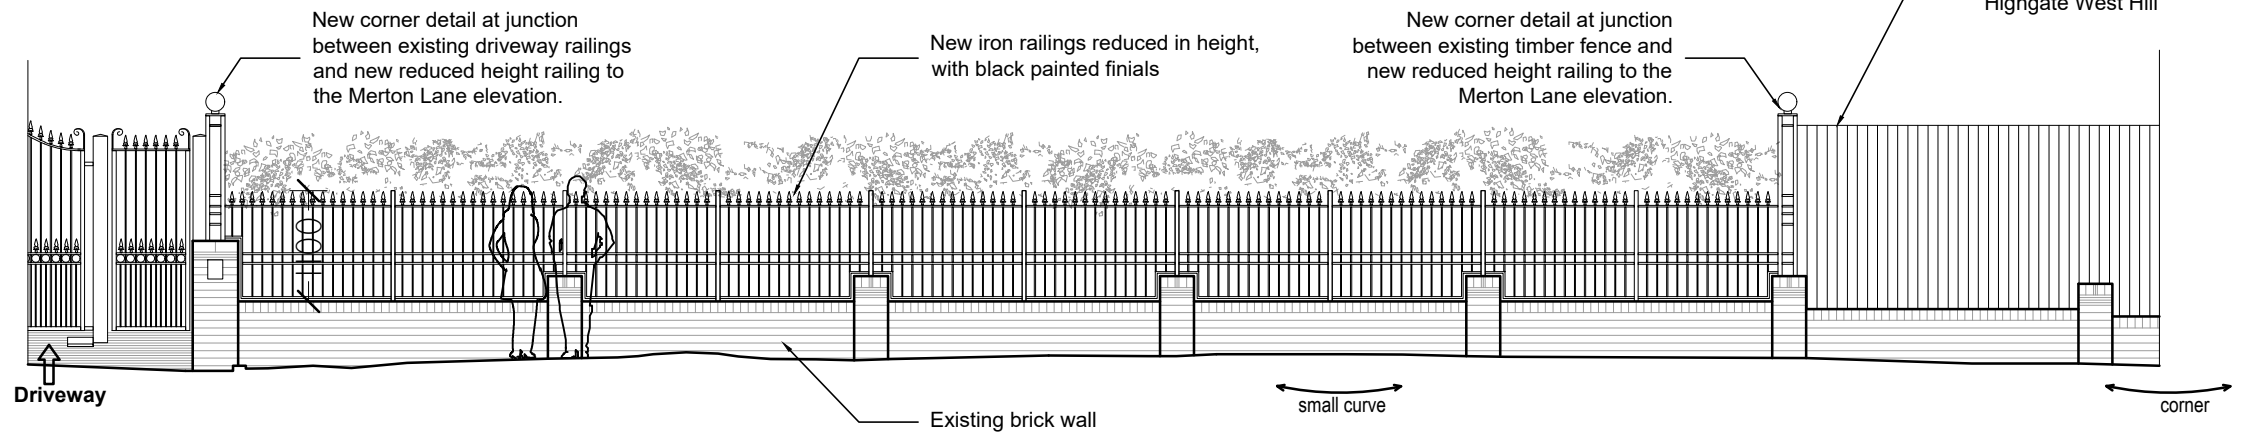 New corner detail at junction
between existing driveway railings
and new reduced height railing to
the Merton Lane elevation.
New iron railings reduced in height,
with black painted finials
New corner detail at junction
between existing timber fence and
new reduced height railing to the
Merton Lane elevation.
Highgate West Hill
1100
Driveway
Existing brick wall
small curve
corner